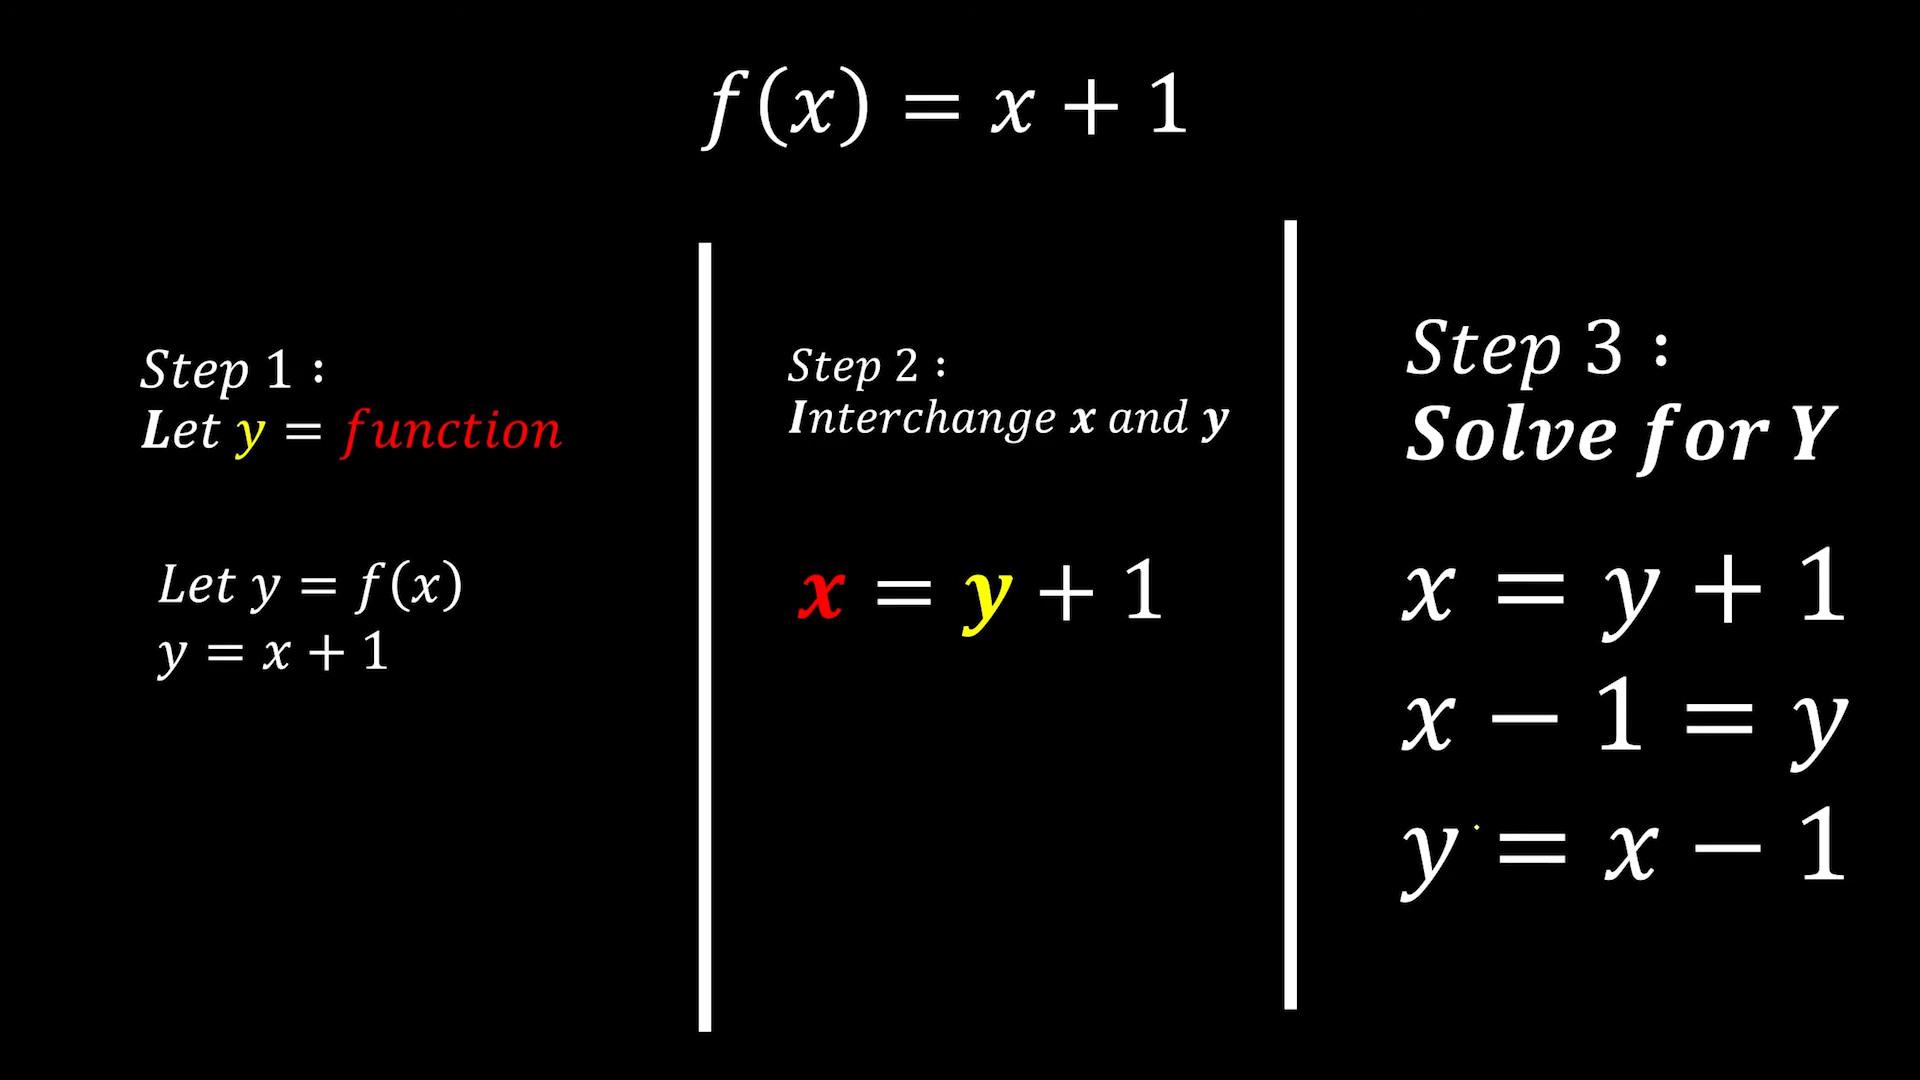 f(x) = x + 1
Step 1 :
Let y = function
Let y = f(x)
y = x + 1
Step 2 :
Interchange x and y
x = y + 1
Step 3 :
Solve for Y
x = y + 1
x − 1 = y
y = x − 1